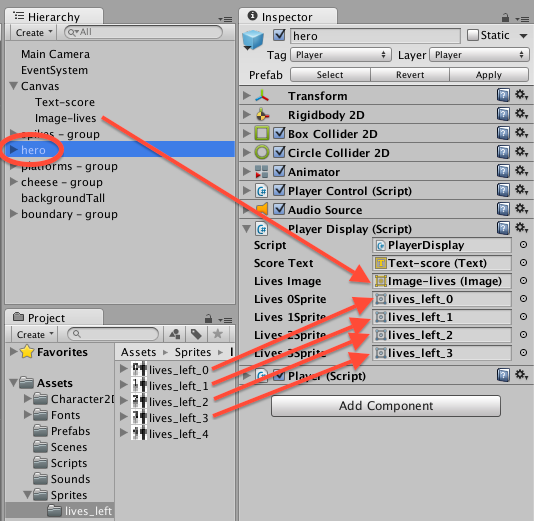 Hierarchy
Create
All
Main Camera
EventSystem
Canvas
Text-score
Image-lives
spikes - group
hero
platforms - group
cheese - group
backgroundTall
boundary - group
Project
Create
Favorites
Assets
Character2D
Fonts
Prefabs
Scenes
Scripts
Sounds
Sprites
lives_left
Assets Sprites l
lives_left_0
lives_left_1
lives_left_2
lives_left_3
lives_left_4
Inspector
hero Static
Tag Player Layer Player
Prefab Select Revert Apply
Transform
Rigidbody 2D
Box Collider 2D
Circle Collider 2D
Animator
Player Control (Script)
Audio Source
Player Display (Script)
Script PlayerDisplay
Score Text Text-score (Text)
Lives Image Image-lives (Image)
Lives 0Sprite lives_left_0
Lives 1Sprite lives_left_1
Lives 2Sprite lives_left_2
Lives 3Sprite lives_left_3
Player (Script)
Add Component